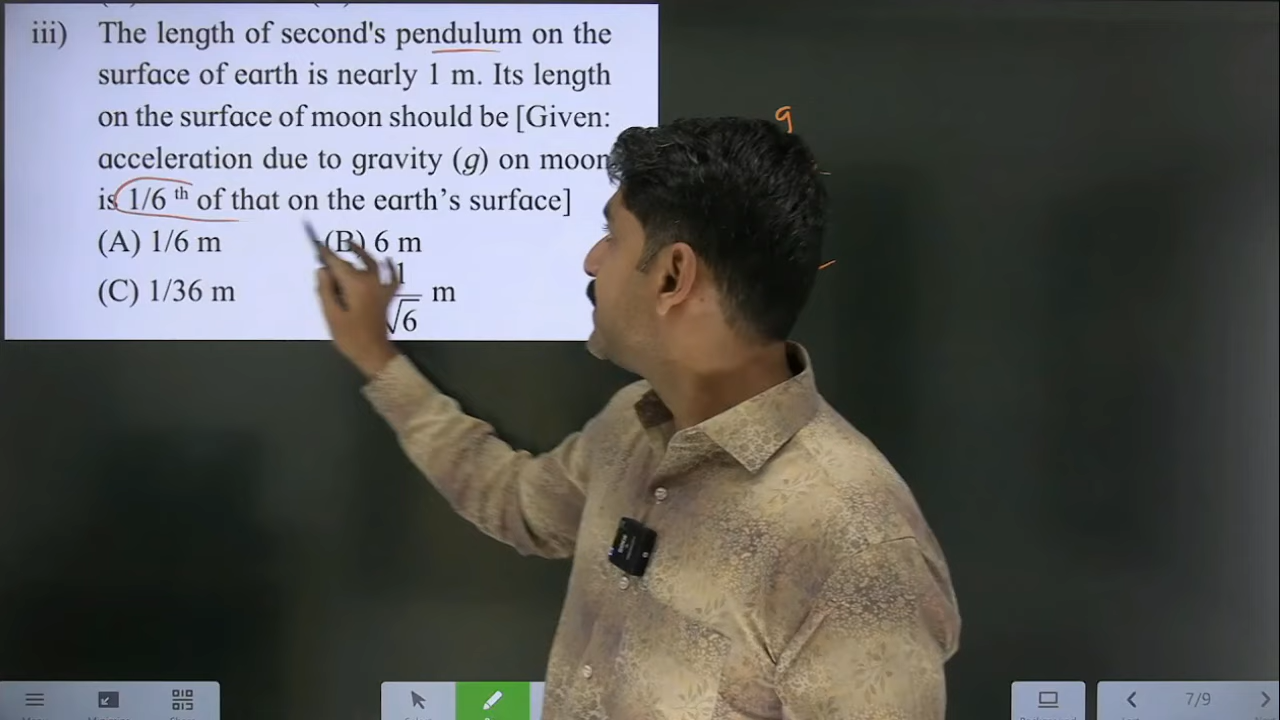 iii) The length of second's pendulum on the
surface of earth is nearly 1 m. Its length
on the surface of moon should be [Given:
acceleration due to gravity (g) on moon
is 1/6 th of that on the earth’s surface]
(A) 1/6 m (B) 6 m
(C) 1/36 m 1/√6 m
g
7/9